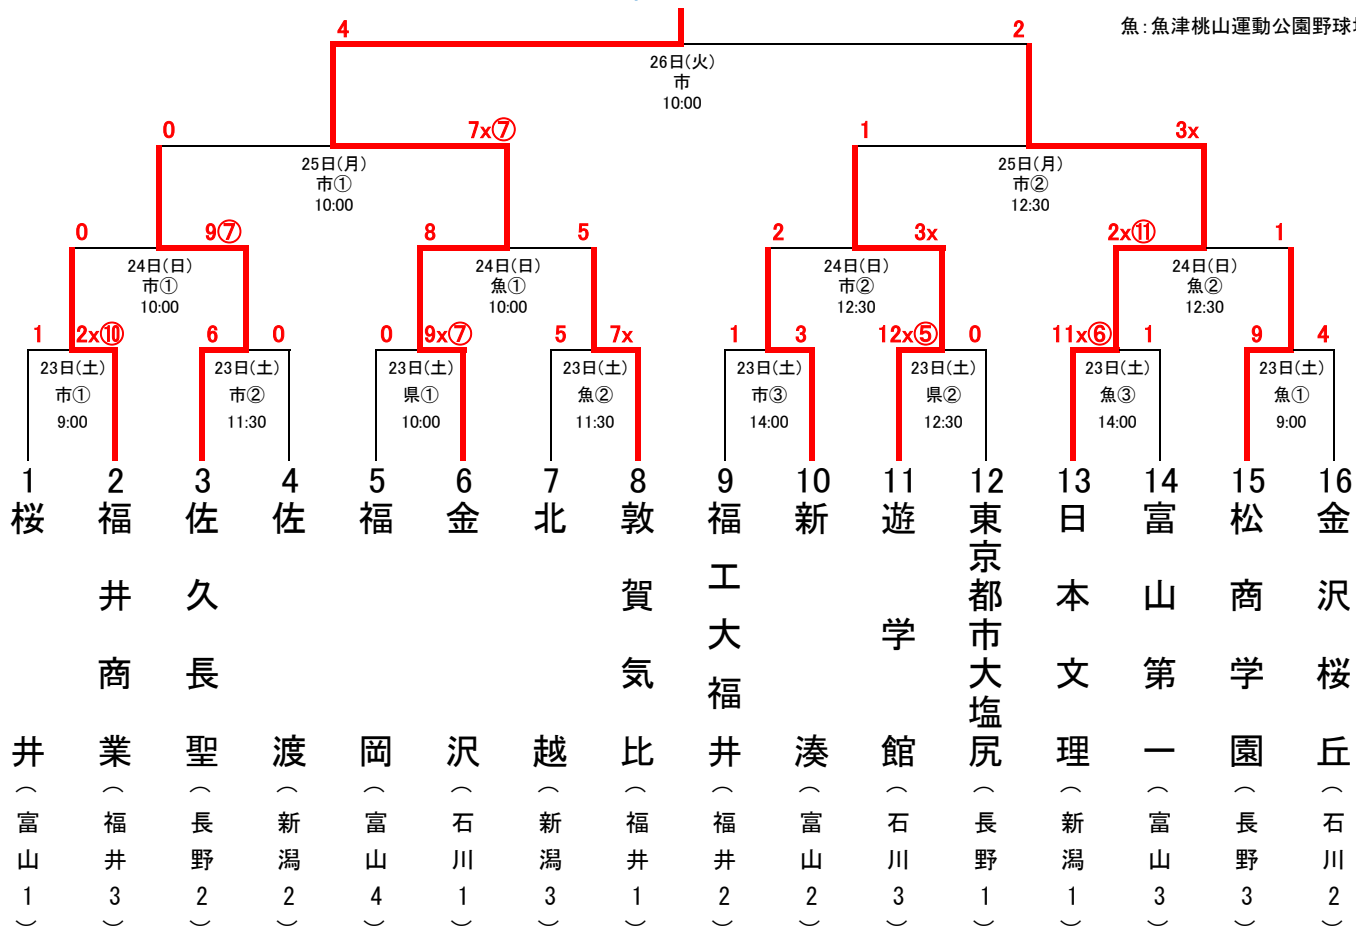 4
2
魚：魚津桃山運動公園野球場
26日(火)
市
10:00
0
7x⑦
1
3x
25日(月)
市①
10:00
25日(月)
市②
12:30
0
9⑦
8
5
2
3x
2x⑪
1
24日(日)
市①
10:00
24日(日)
魚①
10:00
24日(日)
市②
12:30
24日(日)
魚②
12:30
1
2x⑩
6
0
0
9x⑦
5
7x
1
3
12x⑤
0
11x⑥
1
9
4
23日(土)
市①
9:00
23日(土)
市②
11:30
23日(土)
県①
10:00
23日(土)
魚②
11:30
23日(土)
市③
14:00
23日(土)
県②
12:30
23日(土)
魚③
14:00
23日(土)
魚①
9:00
1
桜井
(富山1)
2
福井商業
(福井3)
3
佐久長聖
(長野2)
4
佐渡
(新潟2)
5
福岡
(富山4)
6
金沢
(石川1)
7
北越
(新潟3)
8
敦賀気比
(福井1)
9
福工大福井
(福井2)
10
新湊
(富山2)
11
遊学館
(石川3)
12
東京都市大塩尻
(長野1)
13
日本文理
(新潟1)
14
富山第一
(富山3)
15
松商学園
(長野3)
16
金沢桜丘
(石川2)